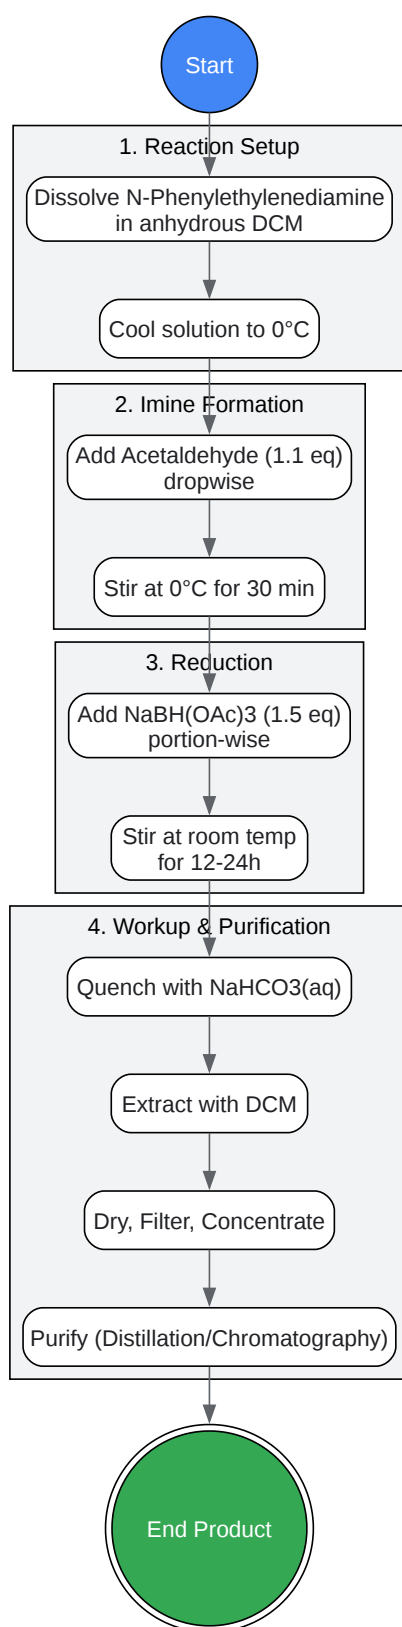 Start
1. Reaction Setup
Dissolve N-Phenylethylenediamine
in anhydrous DCM
Cool solution to 0°C
2. Imine Formation
Add Acetaldehyde (1.1 eq)
dropwise
Stir at 0°C for 30 min
3. Reduction
Add NaBH(OAc)3 (1.5 eq)
portion-wise
Stir at room temp
for 12-24h
4. Workup & Purification
Quench with NaHCO3(aq)
Extract with DCM
Dry, Filter, Concentrate
Purify (Distillation/Chromatography)
End Product